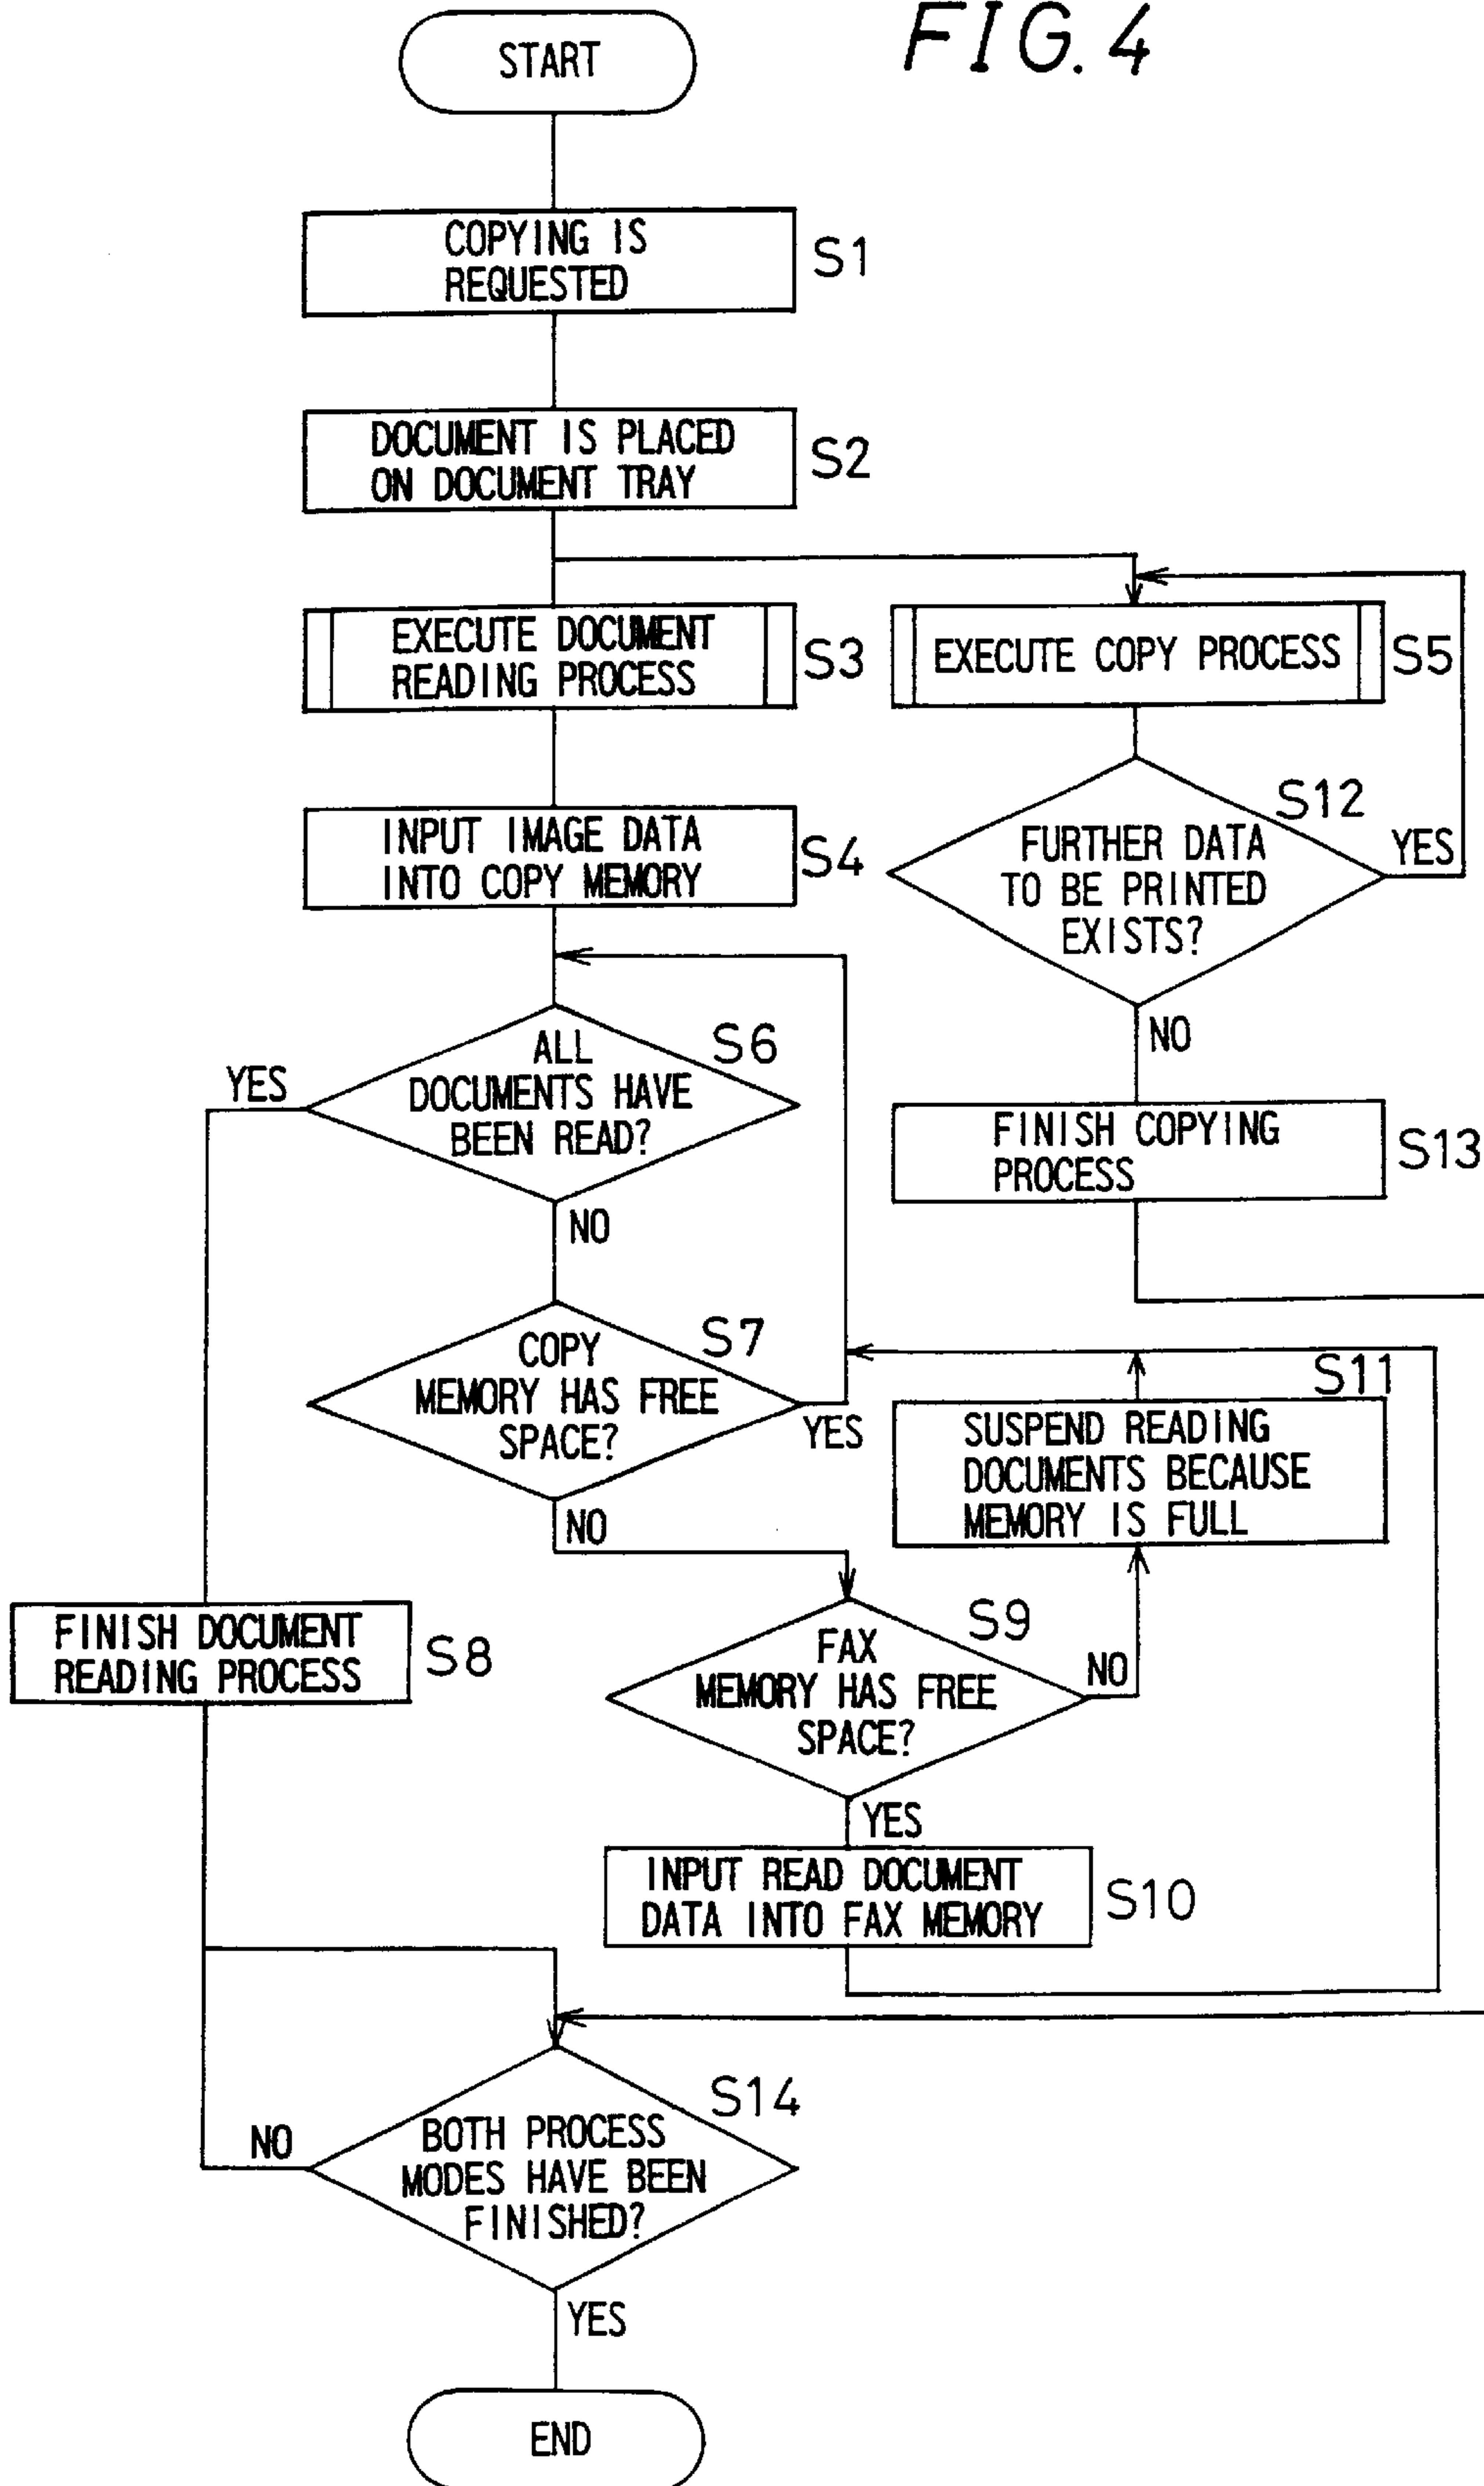 FIG. 4
START
COPYING IS
REQUESTED
S1
DOCUMENT IS PLACED
ON DOCUMENT TRAY
S2
EXECUTE DOCUMENT
READING PROCESS
S3
EXECUTE COPY PROCESS
S5
INPUT IMAGE DATA
INTO COPY MEMORY
S4
S12
FURTHER DATA
TO BE PRINTED
EXISTS?
YES
NO
S6
ALL
DOCUMENTS HAVE
BEEN READ?
YES
NO
FINISH COPYING
PROCESS
S13
S7
COPY
MEMORY HAS FREE
SPACE?
YES
NO
S11
SUSPEND READING
DOCUMENTS BECAUSE
MEMORY IS FULL
FINISH DOCUMENT
READING PROCESS
S8
S9
FAX
MEMORY HAS FREE
SPACE?
NO
YES
INPUT READ DOCUMENT
DATA INTO FAX MEMORY
S10
S14
BOTH PROCESS
MODES HAVE BEEN
FINISHED?
NO
YES
END